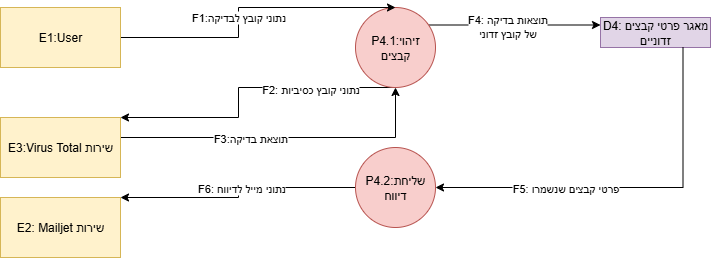 F1:נתוני קובץ לבדיקה
E1:User
P4.1:זיהוי
קבצים
F4: תוצאות בדיקה
של קובץ זדוני
D4: מאגר פרטי קבצים
זדוניים
F2: נתוני קובץ כסיביות
F3:תוצאת בדיקה
E3:Virus Total שירות
P4.2:שליחת
דיווח
F5: פרטי קבצים שנשמרו
F6: נתוני מייל לדיווח
E2: Mailjet שירות